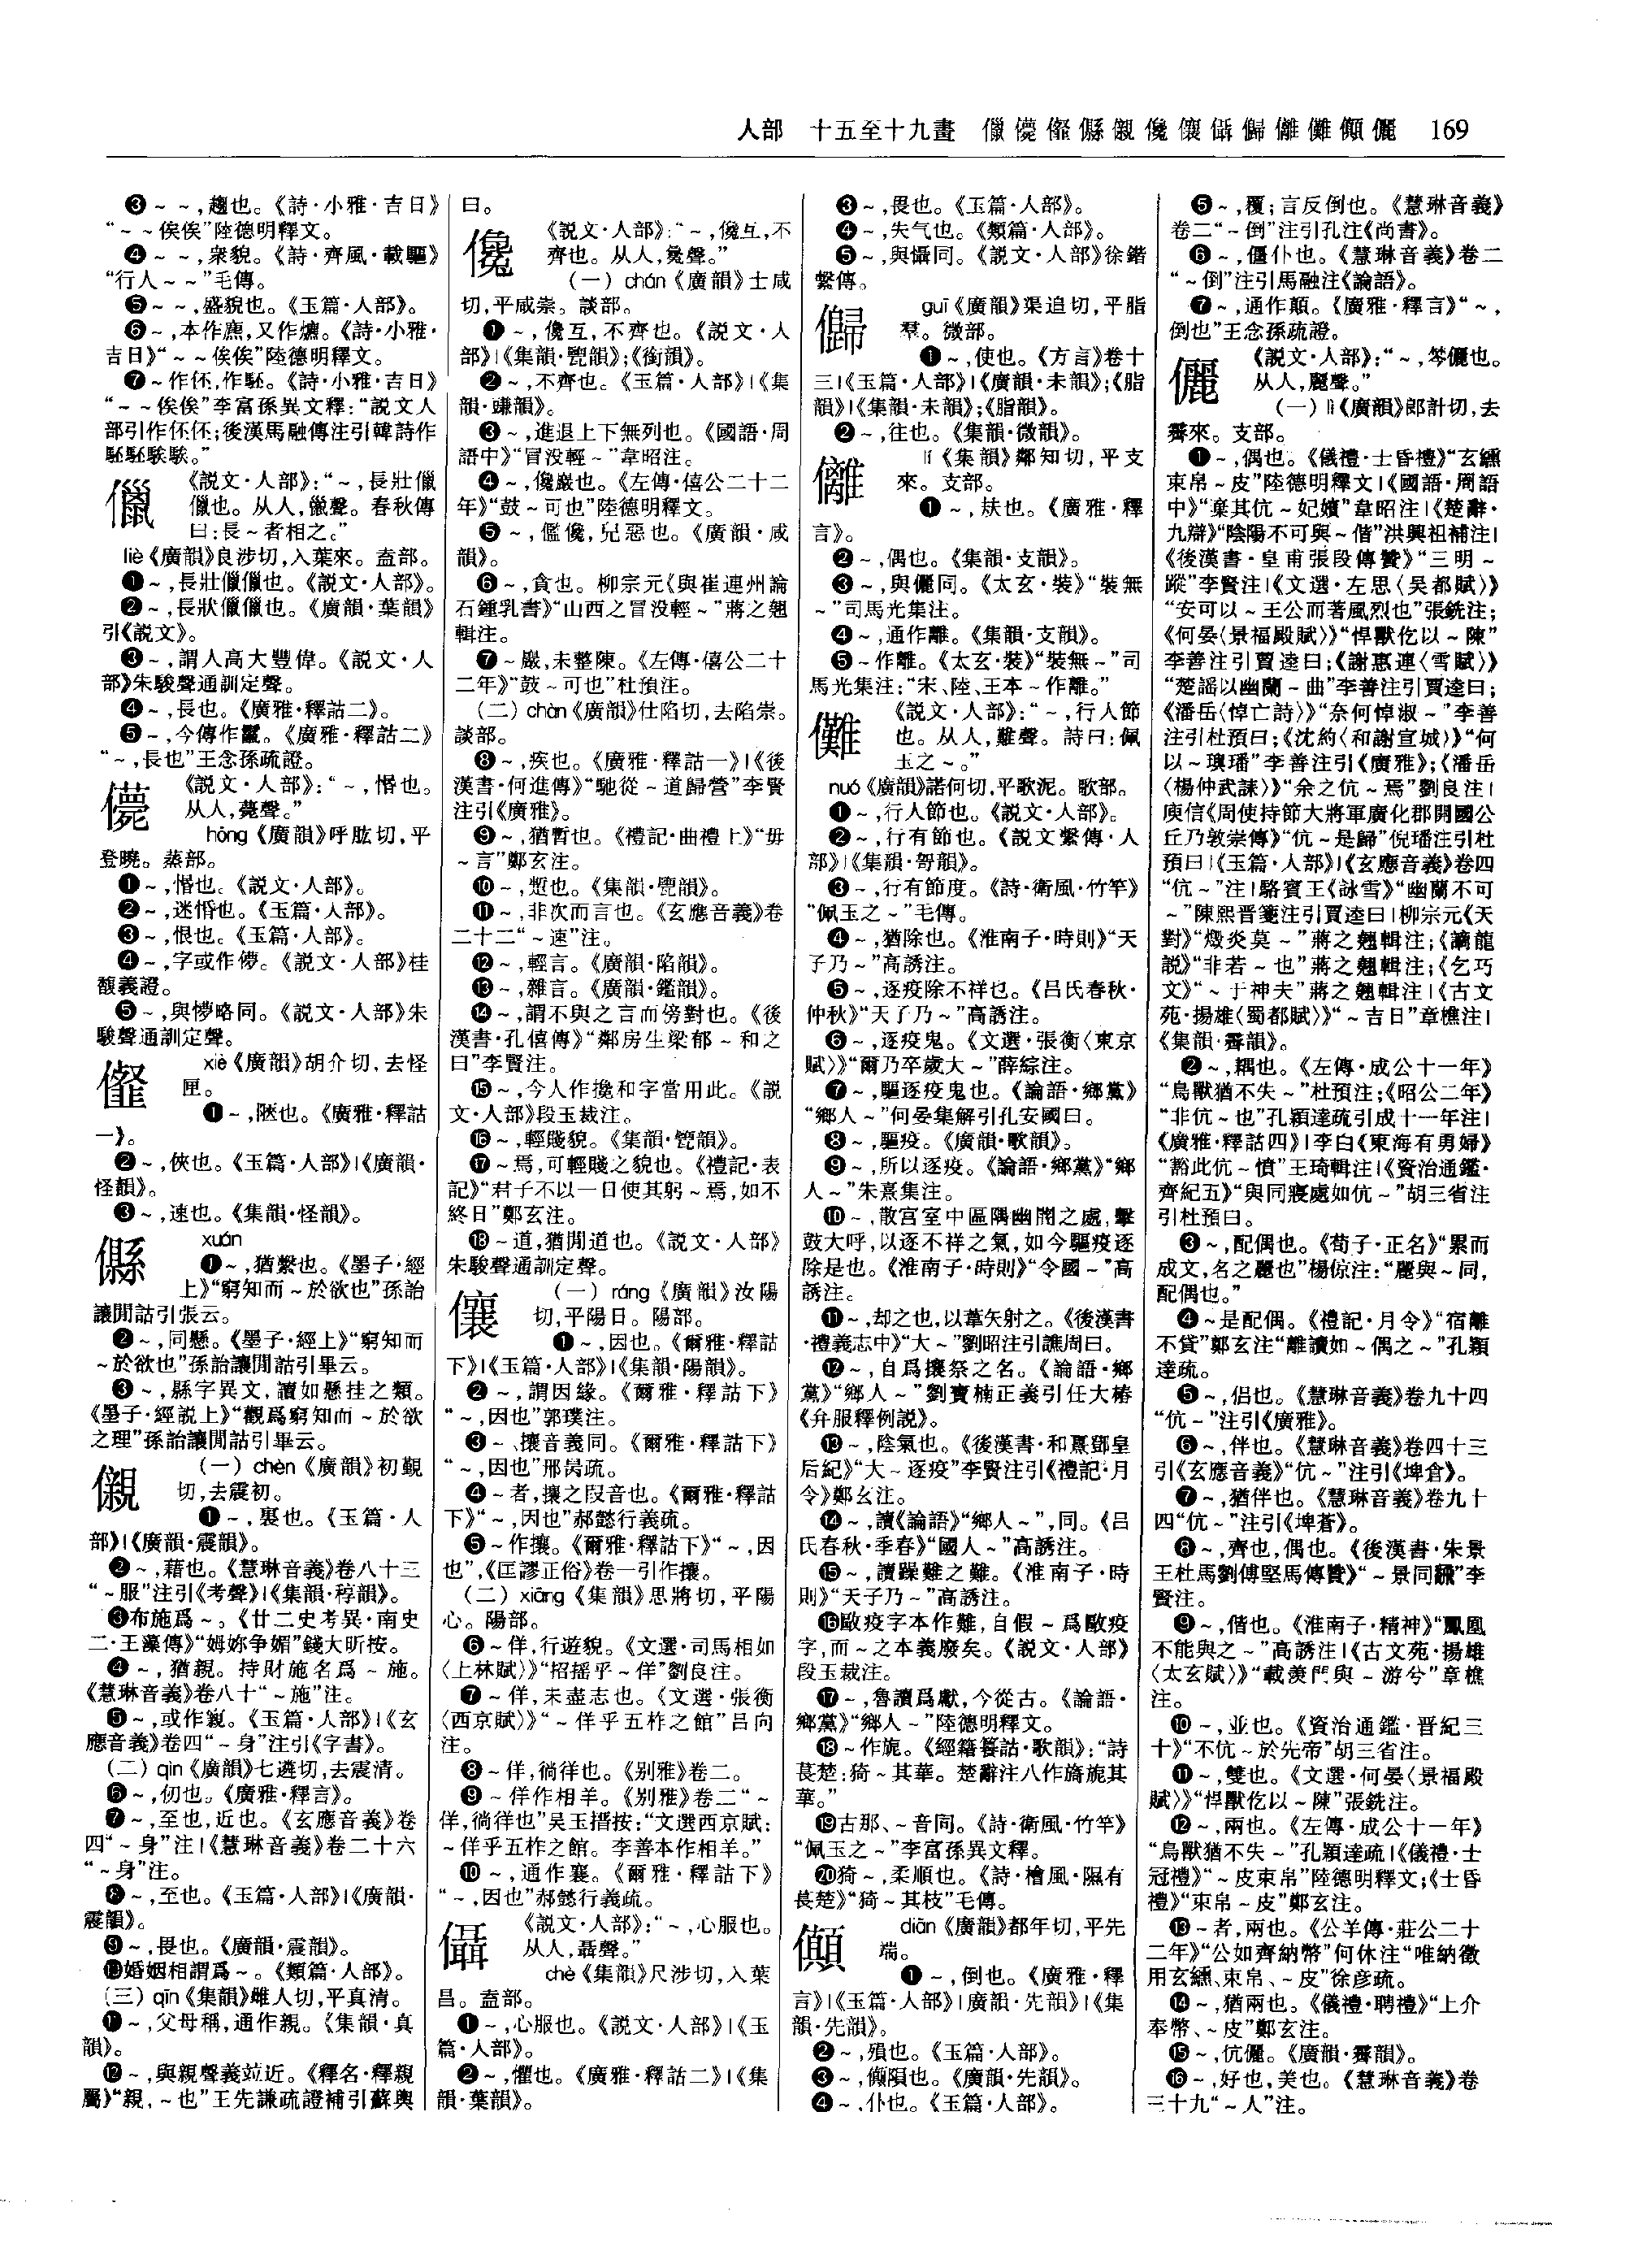 人部　十五至十九畫　儠儚儶㒂儭儳儴儑㒑㒧儺傎儷　169
❸～～，趨也。《詩·小雅·吉日》
“～～俟俟”陸德明釋文。
❹～～，衆貌。《詩·齊風·載驅》
“行人～～”毛傳。
❺～～，盛貌也。《玉篇·人部》。
❻～，本作麃，又作爊。《詩·小雅·
吉日》“～～俟俟”陸德明釋文。
❼～作伾，作駓。《詩·小雅·吉日》
“～～俟俟”李富孫異文釋：“説文人
部引作伾伾；後漢馬融傳注引韓詩作
駓駓騃騃。”
儠
《説文·人部》：“～，長壯儠
儠也。从人，巤聲。春秋傳
曰：長～者相之。”
liè《廣韻》良涉切，入葉來。盍部。
❶～，長壯儠儠也。《説文·人部》。
❷～，長狀儠儠也。《廣韻·葉韻》
引《説文》。
❸～，謂人高大豐偉。《説文·人
部》朱駿聲通訓定聲。
❹～，長也。《廣雅·釋詁二》。
❺～，今傳作鬣。《廣雅·釋詁二》
“～，長也”王念孫疏證。
儚
《説文·人部》：“～，惛也。
从人，薨聲。”
hōng《廣韻》呼肱切，平
登曉。蒸部。
❶～，惛也。《説文·人部》。
❷～，迷惛也。《玉篇·人部》。
❸～，恨也。《玉篇·人部》。
❹～，字或作儚。《説文·人部》桂
馥義證。
❺～，與懜略同。《説文·人部》朱
駿聲通訓定聲。
xiè《廣韻》胡介切，去怪
匣。
❶～，陜也。《廣雅·釋詁
一》。
❷～，俠也。《玉篇·人部》|《廣韻·
怪韻》。
❸～，速也。《集韻·怪韻》。
xuán
❶～，猶繫也。《墨子·經
上》“窮知而～於欲也”孫詒
讓閒詁引張云。
❷～，同懸。《墨子·經上》“窮知而
～於欲也”孫詒讓閒詁引畢云。
❸～，縣字異文，讀如懸挂之類。
《墨子·經説上》“觀爲窮知而～於欲
之理”孫詒讓閒詁引畢云。
儭
（一）chèn《廣韻》初覲
切，去震初。
❶～，裏也。《玉篇·人
部》|《廣韻·震韻》。
❷～，藉也。《慧琳音義》卷八十三
“～服”注引《考聲》|《集韻·稕韻》。
❸布施爲～。《廿二史考異·南史
二·王藻傳》“姆妳争媚”錢大昕按。
❹～，猶親。持財施名爲～施。
《慧琳音義》卷八十“～施”注。
❺～，或作寴。《玉篇·人部》|《玄
應音義》卷四“～身”注引《字書》。
（二）qìn《廣韻》七遴切，去震清。
❻～，仞也。《廣雅·釋言》。
❼～，至也，近也。《玄應音義》卷
四“～身”注|《慧琳音義》卷二十六
“～身”注。
❽～，至也。《玉篇·人部》|《廣韻·
震韻》。
❾～，畏也。《廣韻·震韻》。
❿婚姻相謂爲～。《類篇·人部》。
（三）qīn《集韻》雌人切，平真清。
⓫～，父母稱，通作親。《集韻·真
韻》。
⓬～，與親聲義竝近。《釋名·釋親
屬》“親，～也”王先謙疏證補引蘇輿
曰。
儳
《説文·人部》：“～，儳互，不
齊也。从人，毚聲。”
（一）chán《廣韻》士咸
切，平咸崇。談部。
❶～，儳互，不齊也。《説文·人
部》|《集韻·覱韻》；《銜韻》。
❷～，不齊也。《玉篇·人部》|《集
韻·豏韻》。
❸～，進退上下無列也。《國語·周
語中》“冒没輕～”韋昭注。
❹～，儳巖也。《左傳·僖公二十二
年》“鼓～可也”陸德明釋文。
❺～，儖儳，皃惡也。《廣韻·咸
韻》。
❻～，貪也。柳宗元《與崔連州論
石鍾乳書》“山西之冒没輕～”蔣之翹
輯注。
❼～巖，未整陳。《左傳·僖公二十
二年》“鼓～可也”杜預注。
（二）chàn《廣韻》仕陷切，去陷崇。
談部。
❽～，疾也。《廣雅·釋詁一》|《後
漢書·何進傳》“馳從～道歸營”李賢
注引《廣雅》。
❾～，猶暫也。《禮記·曲禮上》“毋
～言”鄭玄注。
❿～，䞼也。《集韻·覱韻》。
⓫～，非次而言也。《玄應音義》卷
二十二“～速”注。
⓬～，輕言。《廣韻·陷韻》。
⓭～，雜言。《廣韻·鑑韻》。
⓮～，謂不與之言而傍對也。《後
漢書·孔僖傳》“鄰房生梁郁～和之
曰”李賢注。
⓯～，今人作攙和字當用此。《説
文·人部》段玉裁注。
⓰～，輕賤貌。《集韻·覱韻》。
⓱～焉，可輕賤之貌也。《禮記·表
記》“君子不以一日使其躬～焉，如不
終日”鄭玄注。
⓲～道，猶閒道也。《説文·人部》
朱駿聲通訓定聲。
儴
（一）ráng《廣韻》汝陽
切，平陽日。陽部。
❶～，因也。《爾雅·釋詁
下》|《玉篇·人部》|《集韻·陽韻》。
❷～，謂因緣。《爾雅·釋詁下》
“～，因也”郭璞注。
❸～、攘音義同。《爾雅·釋詁下》
“～，因也”邢昺疏。
❹～者，攘之叚音也。《爾雅·釋詁
下》“～，因也”郝懿行義疏。
❺～作攘。《爾雅·釋詁下》“～，因
也”，《匡謬正俗》卷一引作攘。
（二）xiāng《集韻》思將切，平陽
心。陽部。
❻～佯，行遊貌。《文選·司馬相如
〈上林賦〉》“招摇乎～佯”劉良注。
❼～佯，未盡志也。《文選·張衡
〈西京賦〉》“～佯乎五柞之館”吕向
注。
❽～佯，徜徉也。《别雅》卷二。
❾～佯作相羊。《别雅》卷二“～
佯，徜徉也”吴玉搢按：“文選西京賦：
～佯乎五柞之館。李善本作相羊。”
❿～，通作襄。《爾雅·釋詁下》
“～，因也”郝懿行義疏。
《説文·人部》：“～，心服也。
从人，聶聲。”
chè《集韻》尺涉切，入葉
昌。盍部。
❶～，心服也。《説文·人部》|《玉
篇·人部》。
❷～，懼也。《廣雅·釋詁二》|《集
韻·葉韻》。
❸～，畏也。《玉篇·人部》。
❹～，失气也。《類篇·人部》。
❺～，與懾同。《説文·人部》徐鍇
繫傳。
guī《廣韻》渠追切，平脂
羣。微部。
❶～，使也。《方言》卷十
三|《玉篇·人部》|《廣韻·未韻》；《脂
韻》|《集韻·未韻》；《脂韻》。
❷～，往也。《集韻·微韻》。
lí《集韻》鄰知切，平支
來。支部。
❶～，扶也。《廣雅·釋
言》。
❷～，偶也。《集韻·支韻》。
❸～，與儷同。《太玄·裝》“裝無
～”司馬光集注。
❹～，通作離。《集韻·支韻》。
❺～作離。《太玄·裝》“裝無～”司
馬光集注：“宋、陸、王本～作離。”
儺
《説文·人部》：“～，行人節
也。从人，難聲。詩曰：佩
玉之～。”
nuó《廣韻》諾何切，平歌泥。歌部。
❶～，行人節也。《説文·人部》。
❷～，行有節也。《説文繫傳·人
部》|《集韻·哿韻》。
❸～，行有節度。《詩·衛風·竹竿》
“佩玉之～”毛傳。
❹～，猶除也。《淮南子·時則》“天
子乃～”高誘注。
❺～，逐疫除不祥也。《吕氏春秋·
仲秋》“天子乃～”高誘注。
❻～，逐疫鬼。《文選·張衡〈東京
賦〉》“爾乃卒歲大～”薛綜注。
❼～，驅逐疫鬼也。《論語·鄉黨》
“鄉人～”何晏集解引孔安國曰。
❽～，驅疫。《廣韻·歌韻》。
❾～，所以逐疫。《論語·鄉黨》“鄉
人～”朱熹集注。
❿～，散宫室中區隅幽闇之處，擊
鼓大呼，以逐不祥之氣，如今驅疫逐
除是也。《淮南子·時則》“令國～”高
誘注。
⓫～，却之也，以葦矢射之。《後漢書
·禮義志中》“大～”劉昭注引譙周曰。
⓬～，自爲攘祭之名。《論語·鄉
黨》“鄉人～”劉寶楠正義引任大椿
《弁服釋例説》。
⓭～，陰氣也。《後漢書·和熹鄧皇
后紀》“大～逐疫”李賢注引《禮記·月
令》鄭玄注。
⓮～，讀《論語》“鄉人～”，同。《吕
氏春秋·季春》“國人～”高誘注。
⓯～，讀躁難之難。《淮南子·時
則》“天子乃～”高誘注。
⓰敺疫字本作難，自假～爲敺疫
字，而～之本義廢矣。《説文·人部》
段玉裁注。
⓱～，魯讀爲獻，今從古。《論語·
鄉黨》“鄉人～”陸德明釋文。
⓲～作旎。《經籍籑詁·歌韻》：“詩
萇楚：猗～其華。楚辭注八作旖旎其
華。”
⓳古那、～音同。《詩·衛風·竹竿》
“佩玉之～”李富孫異文釋。
⓴猗～，柔順也。《詩·檜風·隰有
萇楚》“猗～其枝”毛傳。
diān《廣韻》都年切，平先
端。
❶～，倒也。《廣雅·釋
言》|《玉篇·人部》|廣韻·先韻》|《集
韻·先韻》。
❷～，殞也。《玉篇·人部》。
❸～，傾隕也。《廣韻·先韻》。
❹～，仆也。《玉篇·人部》。
❺～，覆；言反倒也。《慧琳音義》
卷二“～倒”注引孔注《尚書》。
❻～，僵仆也。《慧琳音義》卷二
“～倒”注引馬融注《論語》。
❼～，通作顛。《廣雅·釋言》“～，
倒也”王念孫疏證。
儷
《説文·人部》：“～，棽儷也。
从人，麗聲。”
（一）lì《廣韻》郎計切，去
霽來。支部。
❶～，偶也。《儀禮·士昏禮》“玄纁
束帛～皮”陸德明釋文|《國語·周語
中》“棄其伉～妃嬪”韋昭注|《楚辭·
九辯》“陰陽不可與～偕”洪興祖補注|
《後漢書·皇甫張段傳贊》“三明～
蹤”李賢注|《文選·左思〈吴都賦〉》
“安可以～王公而著風烈也”張銑注；
《何晏〈景福殿賦〉》“悍獸仡以～陳”
李善注引賈逵曰；《謝惠連〈雪賦〉》
“楚謡以幽蘭～曲”李善注引賈逵曰；
《潘岳〈悼亡詩〉》“奈何悼淑～”李善
注引杜預曰；《沈約〈和謝宣城〉》“何
以～璵璠”李善注引《廣雅》；《潘岳
〈楊仲武誄〉》“余之伉～焉”劉良注|
庾信《周使持節大將軍廣化郡開國公
丘乃敦崇傳》“伉～是歸”倪璠注引杜
預曰|《玉篇·人部》|《玄應音義》卷四
“伉～”注|駱賓王《詠雪》“幽蘭不可
～”陳熙晋箋注引賈逵曰|柳宗元《天
對》“燬炎莫～”蔣之翹輯注；《謫龍
説》“非若～也”蔣之翹輯注；《乞巧
文》“～于神夫”蔣之翹輯注|《古文
苑·揚雄〈蜀都賦〉》“～吉日”章樵注|
《集韻·霽韻》。
❷～，耦也。《左傳·成公十一年》
“鳥獸猶不失～”杜預注；《昭公二年》
“非伉～也”孔穎達疏引成十一年注|
《廣雅·釋詁四》|李白《東海有勇婦》
“豁此伉～憤”王琦輯注|《資治通鑑·
齊紀五》“與同寢處如伉～”胡三省注
引杜預曰。
❸～，配偶也。《荀子·正名》“累而
成文，名之麗也”楊倞注：“麗與～同，
配偶也。”
❹～是配偶。《禮記·月令》“宿離
不貸”鄭玄注“離讀如～偶之～”孔穎
達疏。
❺～，侣也。《慧琳音義》卷九十四
“伉～”注引《廣雅》。
❻～，伴也。《慧琳音義》卷四十三
引《玄應音義》“伉～”注引《埤倉》。
❼～，猶伴也。《慧琳音義》卷九十
四“伉～”注引《埤蒼》。
❽～，齊也，偶也。《後漢書·朱景
王杜馬劉傅堅馬傳贊》“～景同飜”李
賢注。
❾～，偕也。《淮南子·精神》“鳳凰
不能與之～”高誘注|《古文苑·揚雄
〈太玄賦〉》“載羨門與～游兮”章樵
注。
❿～，並也。《資治通鑑·晋紀三
十》“不伉～於先帝”胡三省注。
⓫～，雙也。《文選·何晏〈景福殿
賦〉》“悍獸仡以～陳”張銑注。
⓬～，兩也。《左傳·成公十一年》
“鳥獸猶不失～”孔穎達疏|《儀禮·士
冠禮》“～皮束帛”陸德明釋文；《士昏
禮》“束帛～皮”鄭玄注。
⓭～者，兩也。《公羊傳·莊公二十
二年》“公如齊納幣”何休注“唯納徵
用玄纁、束帛、～皮”徐彦疏。
⓮～，猶兩也。《儀禮·聘禮》“上介
奉幣、～皮”鄭玄注。
⓯～，伉儷。《廣韻·霽韻》。
⓰～，好也，美也。《慧琳音義》卷
三十九“～人”注。